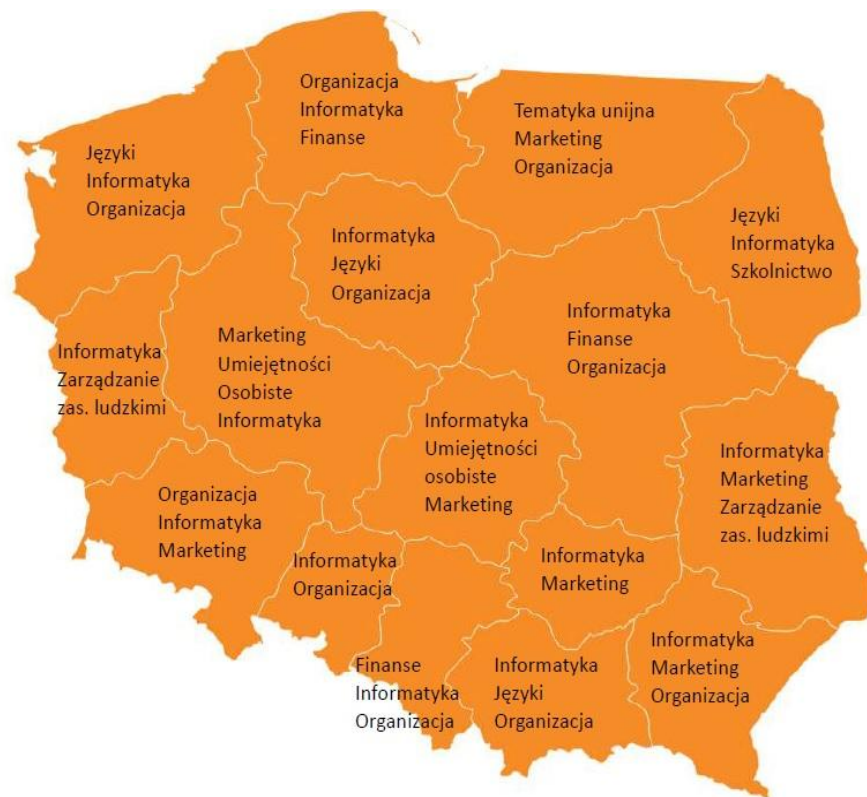 Organizacja
Informatyka
Finanse
Tematyka unijna
Marketing
Organizacja
Języki
Informatyka
Organizacja
Języki
Informatyka
Szkolnictwo
Informatyka
Języki
Organizacja
Informatyka
Finanse
Organizacja
Marketing
Umiejętności
Osobiste
Informatyka
Informatyka
Zarządzanie
zas. ludzkimi
Informatyka
Umiejętności
osobiste
Marketing
Informatyka
Marketing
Zarządzanie
zas. ludzkimi
Organizacja
Informatyka
Marketing
Informatyka
Organizacja
Informatyka
Marketing
Finanse
Informatyka
Organizacja
Informatyka
Języki
Organizacja
Informatyka
Marketing
Organizacja